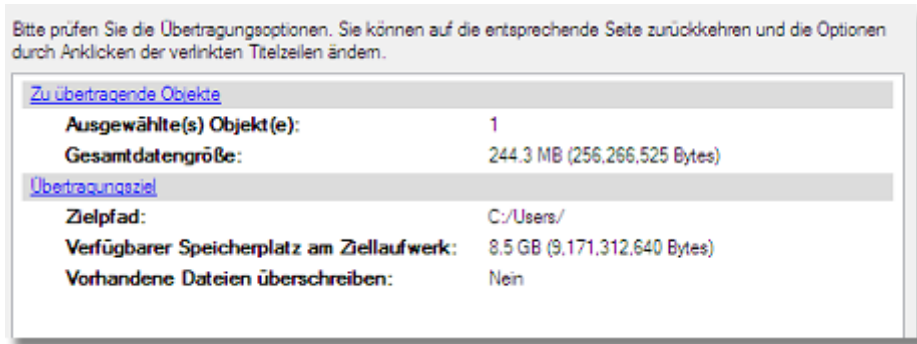 Bitte prüfen Sie die Übertragungsoptionen. Sie können auf die entsprechende Seite zurückkehren und die Optionen
durch Anklicken der verlinkten Titelzeilen ändern.
Zu übertragende Objekte
Ausgewählte(s) Objekt(e): 1
Gesamtdatengröße: 244.3 MB (256,266,525 Bytes)
Übertragungsziel
Zielpfad: C:/Users/
Verfügbarer Speicherplatz am Ziellaufwerk: 8.5 GB (9,171,312,640 Bytes)
Vorhandene Dateien überschreiben: Nein